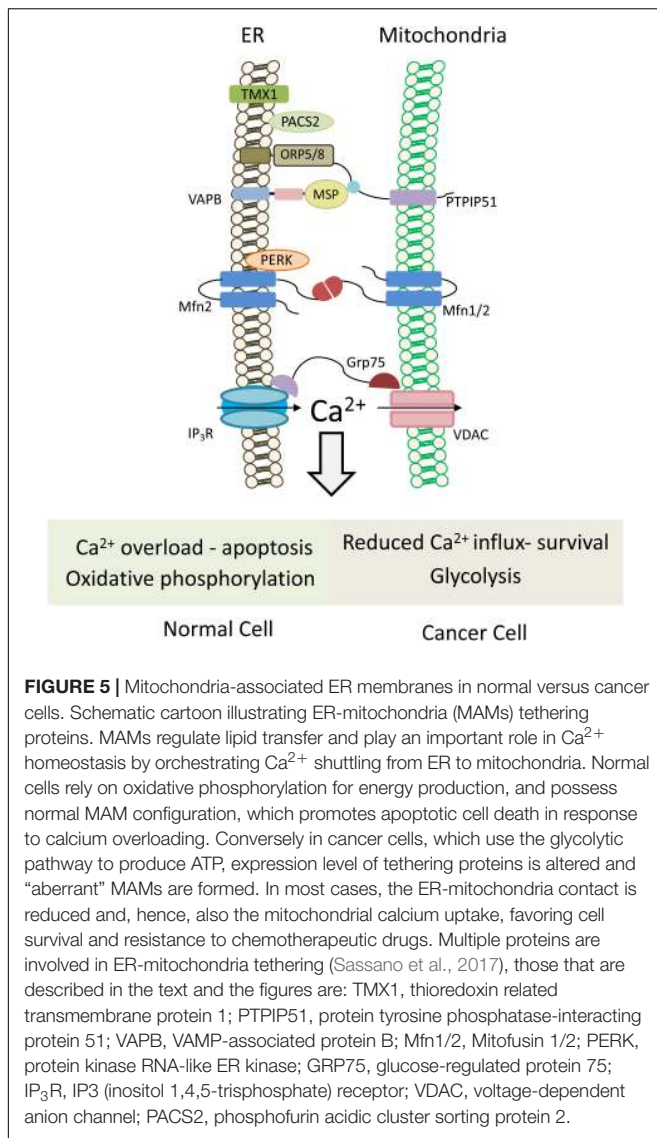 ER Mitochondria
TMX1
PACS2
ORP5/8
VAPB MSP PTPIP51
PERK
Mfn2 Mfn1/2
Grp75
Ca²⁺
IP₃R VDAC
Ca²⁺ overload - apoptosis Reduced Ca²⁺ influx- survival
Oxidative phosphorylation Glycolysis
Normal Cell Cancer Cell
FIGURE 5 | Mitochondria-associated ER membranes in normal versus cancer
cells. Schematic cartoon illustrating ER-mitochondria (MAMs) tethering
proteins. MAMs regulate lipid transfer and play an important role in Ca²⁺
homeostasis by orchestrating Ca²⁺ shuttling from ER to mitochondria. Normal
cells rely on oxidative phosphorylation for energy production, and possess
normal MAM configuration, which promotes apoptotic cell death in response
to calcium overloading. Conversely in cancer cells, which use the glycolytic
pathway to produce ATP, expression level of tethering proteins is altered and
“aberrant” MAMs are formed. In most cases, the ER-mitochondria contact is
reduced and, hence, also the mitochondrial calcium uptake, favoring cell
survival and resistance to chemotherapeutic drugs. Multiple proteins are
involved in ER-mitochondria tethering (Sassano et al., 2017), those that are
described in the text and the figures are: TMX1, thioredoxin related
transmembrane protein 1; PTPIP51, protein tyrosine phosphatase-interacting
protein 51; VAPB, VAMP-associated protein B; Mfn1/2, Mitofusin 1/2; PERK,
protein kinase RNA-like ER kinase; GRP75, glucose-regulated protein 75;
IP₃R, IP3 (inositol 1,4,5-trisphosphate) receptor; VDAC, voltage-dependent
anion channel; PACS2, phosphofurin acidic cluster sorting protein 2.